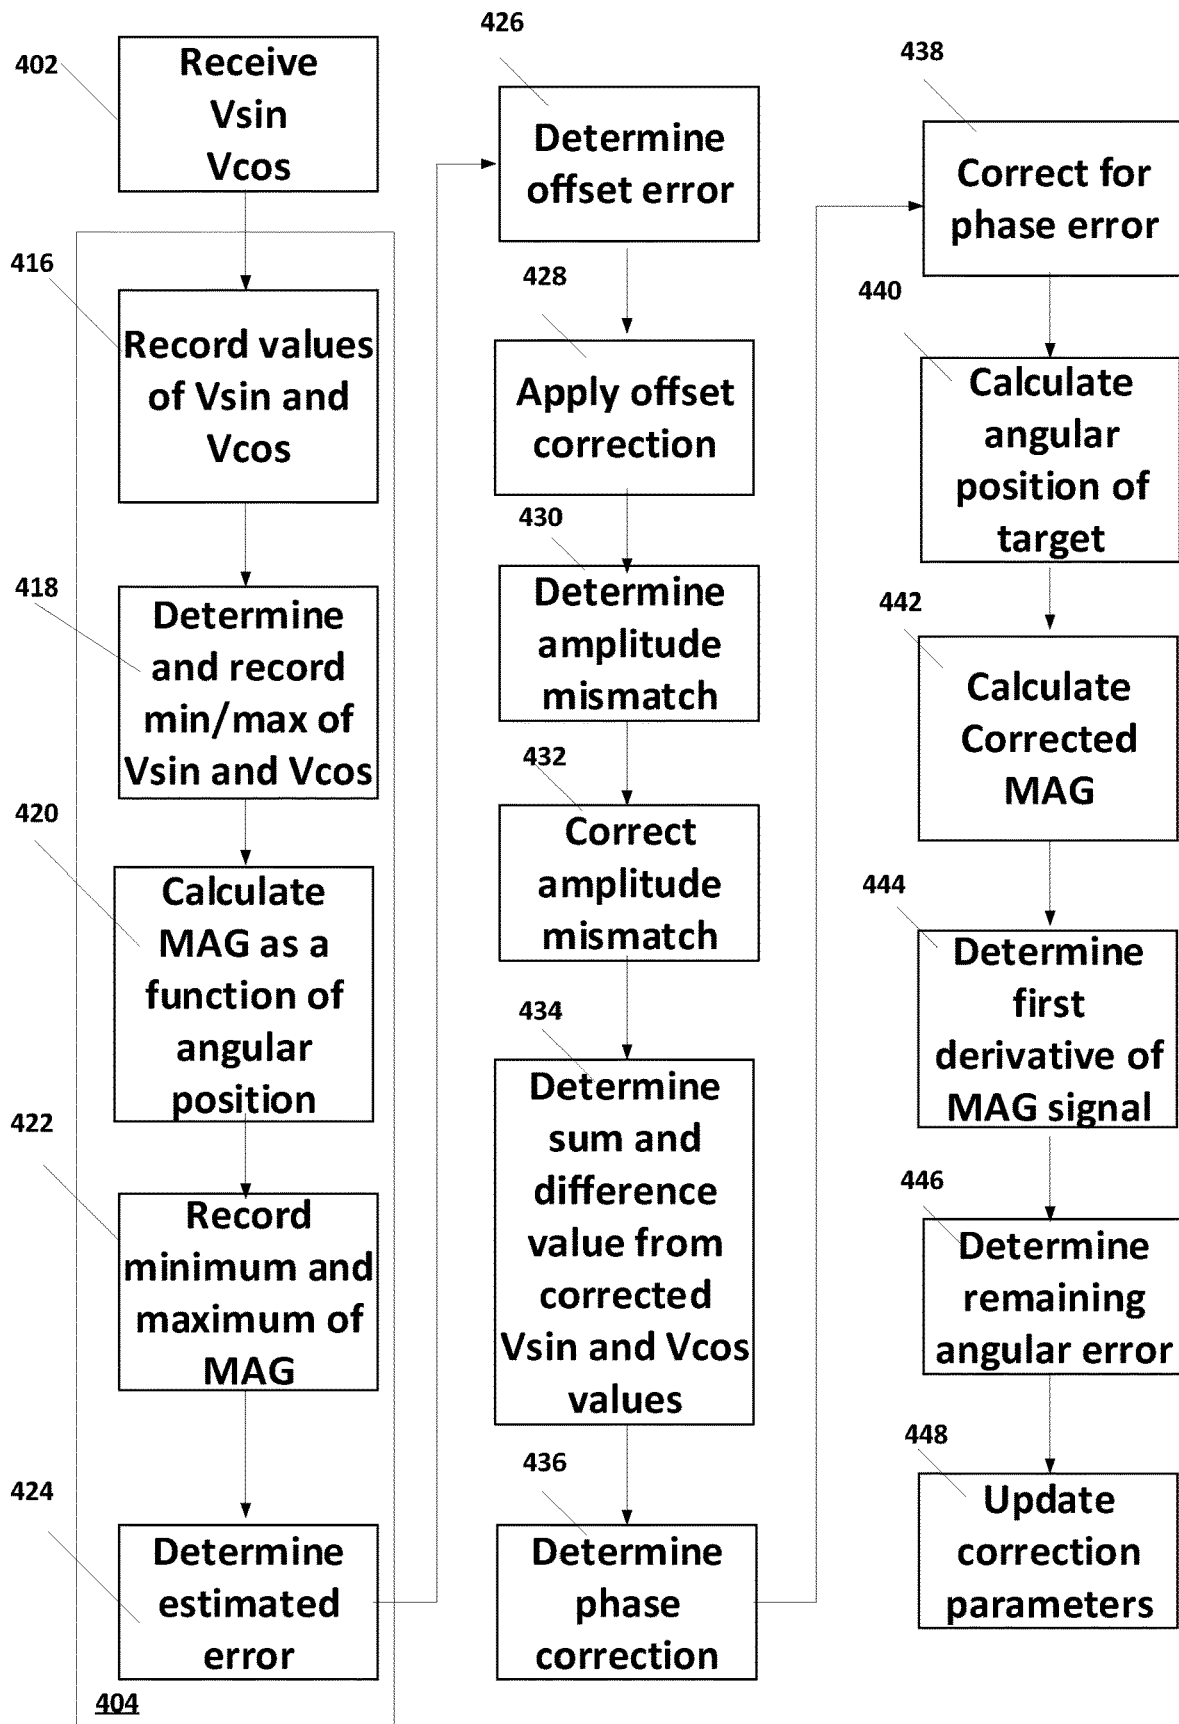 402
Receive
Vsin
Vcos
416
Record values
of Vsin and
Vcos
418
Determine
and record
min/max of
Vsin and Vcos
420
Calculate
MAG as a
function of
angular
position
422
Record
minimum and
maximum of
MAG
424
Determine
estimated
error
404
426
Determine
offset error
428
Apply offset
correction
430
Determine
amplitude
mismatch
432
Correct
amplitude
mismatch
434
Determine
sum and
difference
value from
corrected
Vsin and Vcos
values
436
Determine
phase
correction
438
Correct for
phase error
440
Calculate
angular
position of
target
442
Calculate
Corrected
MAG
444
Determine
first
derivative of
MAG signal
446
Determine
remaining
angular error
448
Update
correction
parameters